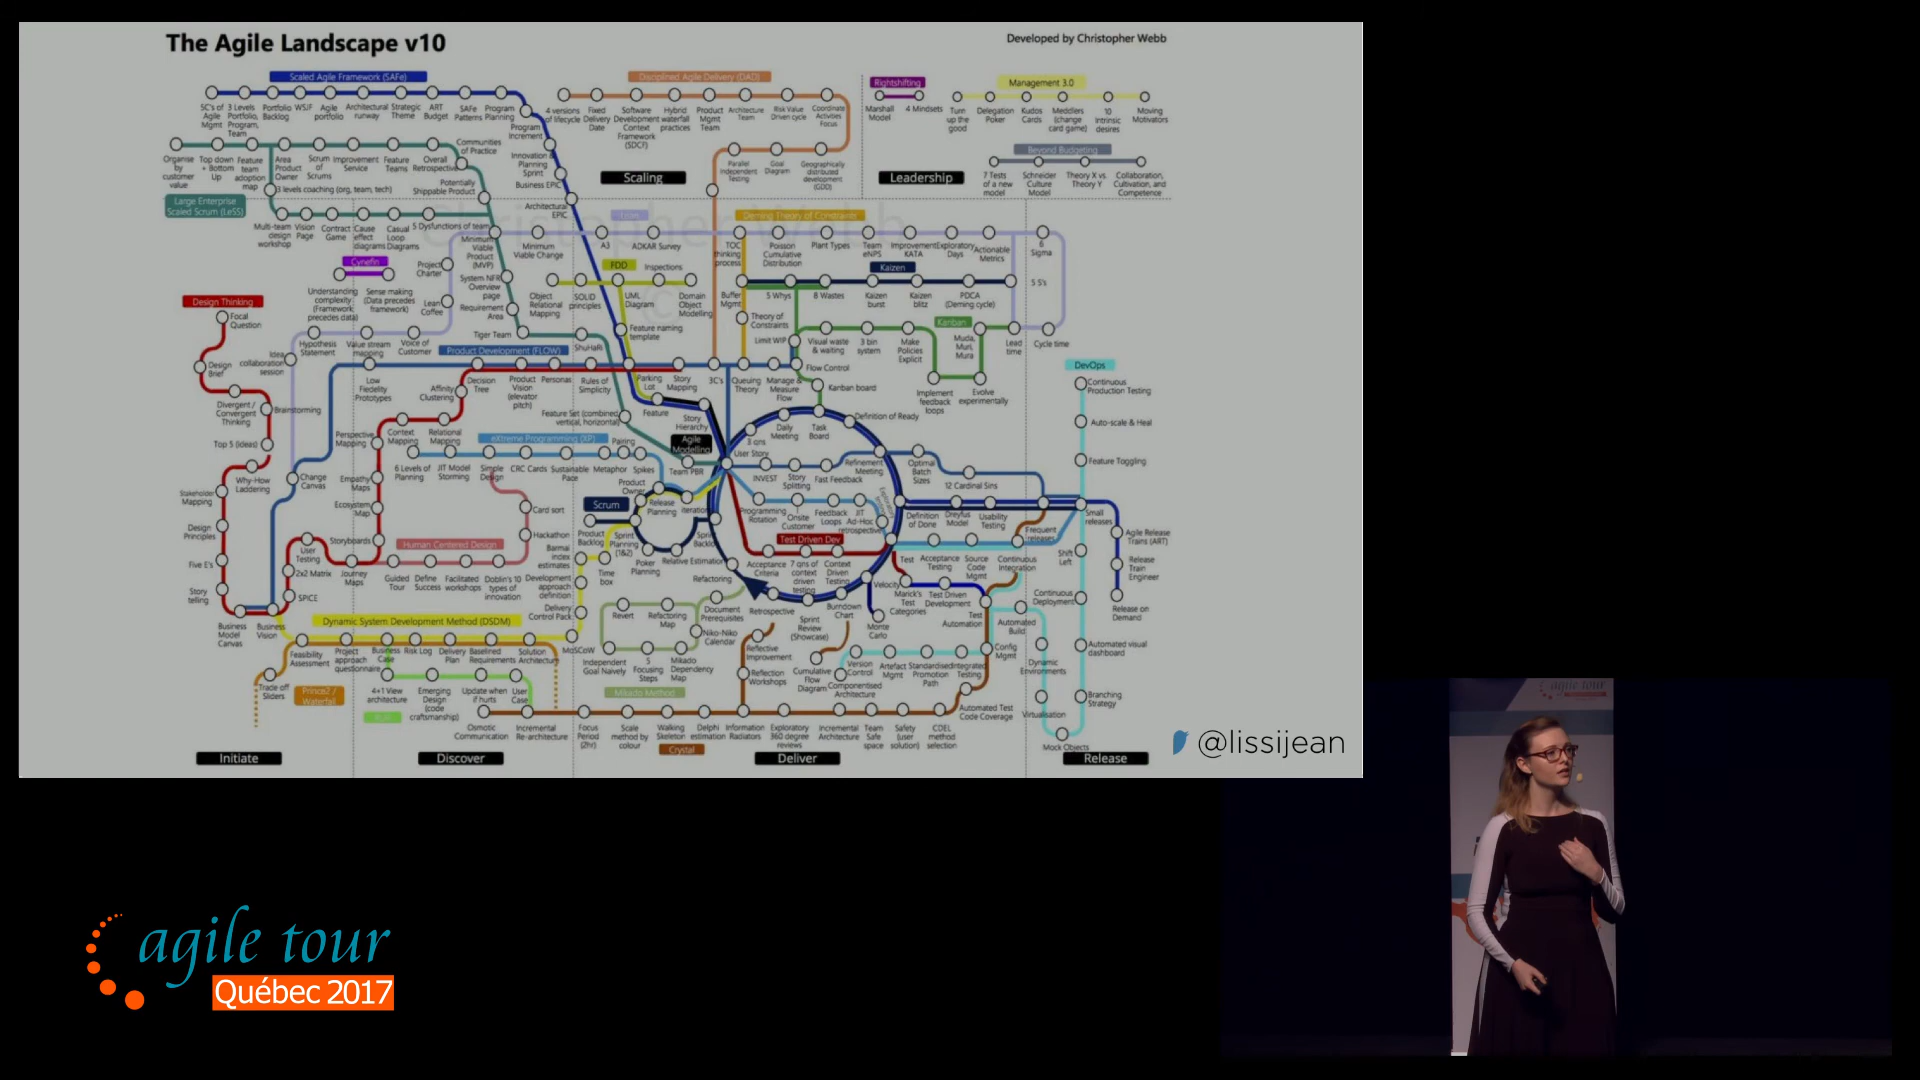 The Agile Landscape v10
Developed by Christopher Webb
Scaled Agile Framework (SAFe)
Disciplined Agile Delivery (DAD)
Rightshifting
Management 3.0
5C's of Agile Mgmt
3 Levels Portfolio, Program, Team
Portfolio Backlog
WSJF
Agile portfolio
Architectural runway
Strategic Theme
ART Budget
SAFe Patterns
Program Planning
4 versions of lifecycle
Fixed Delivery Date
Software Development Context Framework (SDCF)
Hybrid waterfall practices
Product Mgmt Team
Architecture Team
Risk Value Driven cycle
Coordinate Activities Focus
Marshall Model
4 Mindsets
Turn up the good
Delegation Poker
Kudos Cards
Meddlers (change card game)
10 Intrinsic desires
Moving Motivators
Program Increment
Organise by customer value
Top down + Bottom Up
Feature team adoption map
Area Product Owner
Scrum of Scrums
Improvement Service
Feature Teams
Overall Retrospective
Communities of Practice
Innovation & Planning Sprint
Business EPIC
Parallel Independent Testing
Goal Diagram
Geographically distributed development (GDD)
Beyond Budgeting
7 Tests of a new model
Schneider Culture Model
Theory X vs Theory Y
Collaboration, Cultivation, and Competence
Scaling
Leadership
3 levels coaching (org, team, tech)
Potentially Shippable Product
Large Enterprise Scaled Scrum (LeSS)
Architectural EPIC
Multi-team design workshop
Vision Page
Contract Game
Cause effect diagrams
Casual Loop Diagrams
5 Dysfunctions of team
Deming Theory of Constraints
Minimum Viable Product (MVP)
Minimum Viable Change
A3
ADKAR Survey
TOC thinking process
Poisson Cumulative Distribution
Plant Types
Team eNPS
Improvement KATA
Exploratory Days
Actionable Metrics
6 Sigma
Cynefin
Project Charter
FDD
Inspections
Kaizen
Understanding complexity (Framework precedes data)
Sense making (Data precedes framework)
Lean Coffee
System NFR Overview page
Requirement Area
Object Relational Mapping
SOLID principles
UML Diagram
Domain Object Modelling
Buffer Mgmt
5 Whys
8 Wastes
Kaizen burst
Kaizen blitz
PDCA (Deming cycle)
5 S's
Design Thinking
Focal Question
Hypothesis Statement
Value stream mapping
Voice of Customer
Tiger Team
ShuHaRi
Feature naming template
Theory of Constraints
Limit WIP
Visual waste & waiting
3 bin system
Make Policies Explicit
Kanban
Muda, Muri, Mura
Lead time
Cycle time
Product Development (FLOW)
Idea collaboration session
Design Brief
Low Fidelity Prototypes
Affinity Clustering
Decision Tree
Product Vision (elevator pitch)
Personas
Rules of Simplicity
Parking Lot
Story Mapping
3C's
Queuing Theory
Manage & Measure Flow
Flow Control
Kanban board
Implement feedback loops
Evolve experimentally
DevOps
Continuous Production Testing
Divergent / Convergent Thinking
Brainstorming
Feature Set (combined vertical, horizontal)
Feature
Story Hierarchy
Daily Meeting
Task Board
Definition of Ready
Auto-scale & Heal
Top 5 (ideas)
Perspective Mapping
Context Mapping
Relational Mapping
eXtreme Programming (XP)
Pairing
Agile Modelling
3 qns
User Story
Feature Toggling
Why-How Laddering
Change Canvas
Empathy Maps
6 Levels of Planning
JIT Model Storming
Simple Design
CRC Cards
Sustainable Pace
Metaphor
Spikes
Team PBR
INVEST
Story Splitting
Fast Feedback
Refinement Meeting
Optimal Batch Sizes
12 Cardinal Sins
Stakeholder Mapping
Ecosystem Map
Card sort
Product Owner
Scrum
Release Planning
Iteration
Programming Rotation
Onsite Customer
Feedback Loops
JIT Ad-Hoc retrospectives
Definition of Done
Dreyfus Model
Usability Testing
Frequent releases
Small releases
Design Principles
User Testing
Storyboards
Human Centered Design
Hackathon
Product Backlog
Sprint Planning (1&2)
Sprint Backlog
Test Driven Dev
Agile Release Trains (ART)
Five E's
2x2 Matrix
Journey Maps
Guided Tour
Define Success
Facilitated workshops
Doblin's 10 types of innovation
Barmai index estimates
Time box
Poker Planning
Relative Estimation
Refactoring
Acceptance Criteria
7 qns of context driven testing
Context Driven Testing
Test
Acceptance Testing
Source Code Mgmt
Continuous Integration
Shift Left
Release Train Engineer
Story telling
SPICE
Development approach definition
Delivery Control Pack
Velocity
Marick's Test Categories
Test Driven Development
Test Automation
Continuous Deployment
Release on Demand
Business Model Canvas
Business Vision
Dynamic System Development Method (DSDM)
Revert
Refactoring Map
Document Prerequisites
Retrospective
Sprint Review (Showcase)
Burndown Chart
Monte Carlo
Automated Build
Niko-Niko Calendar
Feasibility Assessment
Project approach questionnaire
Business Case
Risk Log
Delivery Plan
Baselined Requirements
Solution Architecture
MoSCoW
Independent Goal Naively
5 Focusing Steps
Mikado Dependency Map
Reflective Improvement
Reflection Workshops
Cumulative Flow Diagram
Version Control
Componentised Architecture
Artefact Mgmt
Standardised Promotion Path
Integrated Testing
Config Mgmt
Dynamic Environments
Automated visual dashboard
Trade off Sliders
Prince2 / Waterfall
4+1 View architecture
Emerging Design (code craftsmanship)
Update when if hurts
User Case
Mikado Method
Automated Test Code Coverage
Virtualisation
Branching Strategy
Osmotic Communication
Incremental Re-architecture
Focus Period (2hr)
Scale method by colour
Walking Skeleton
Delphi estimation
Information Radiators
Exploratory 360 degree reviews
Incremental Architecture
Team Safe space
Safety (user solution)
CDEL method selection
Mock Objects
Crystal
Initiate
Discover
Deliver
Release
@lissijean
agile tour
Québec 2017
agile tour